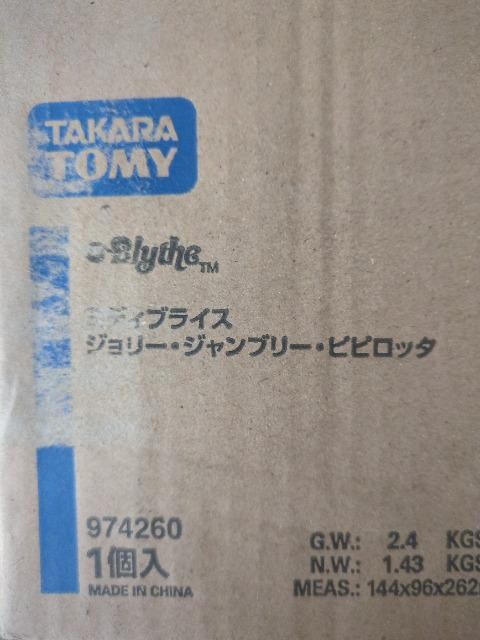 TAKARA
TOMY
Blythe™
ミディブライス
ジョリー・ジャンブリー・ピピロッタ
974260
1個入
MADE IN CHINA
G.W.: 2.4 KGS
N.W.: 1.43 KGS
MEAS.: 144x96x262